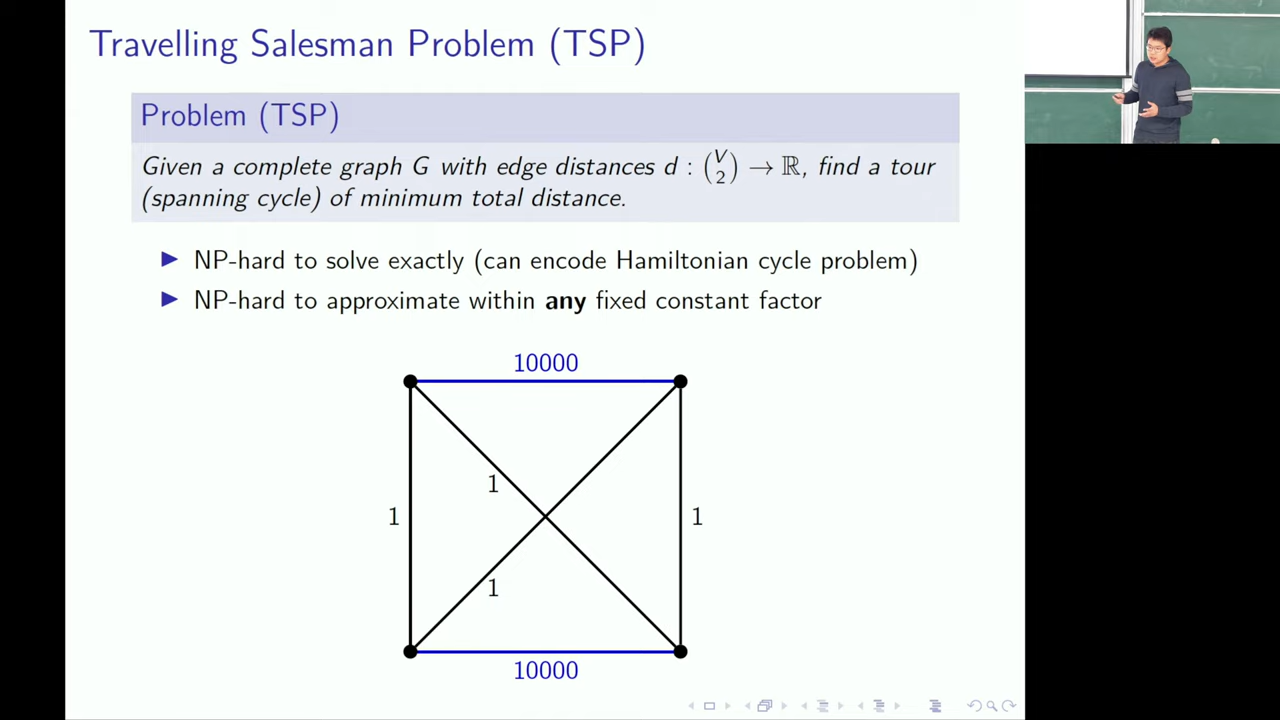 Travelling Salesman Problem (TSP)
Problem (TSP)
Given a complete graph G with edge distances d : (V 2) → ℝ, find a tour
(spanning cycle) of minimum total distance.
▶ NP-hard to solve exactly (can encode Hamiltonian cycle problem)
▶ NP-hard to approximate within any fixed constant factor
10000
1
1
1
1
10000